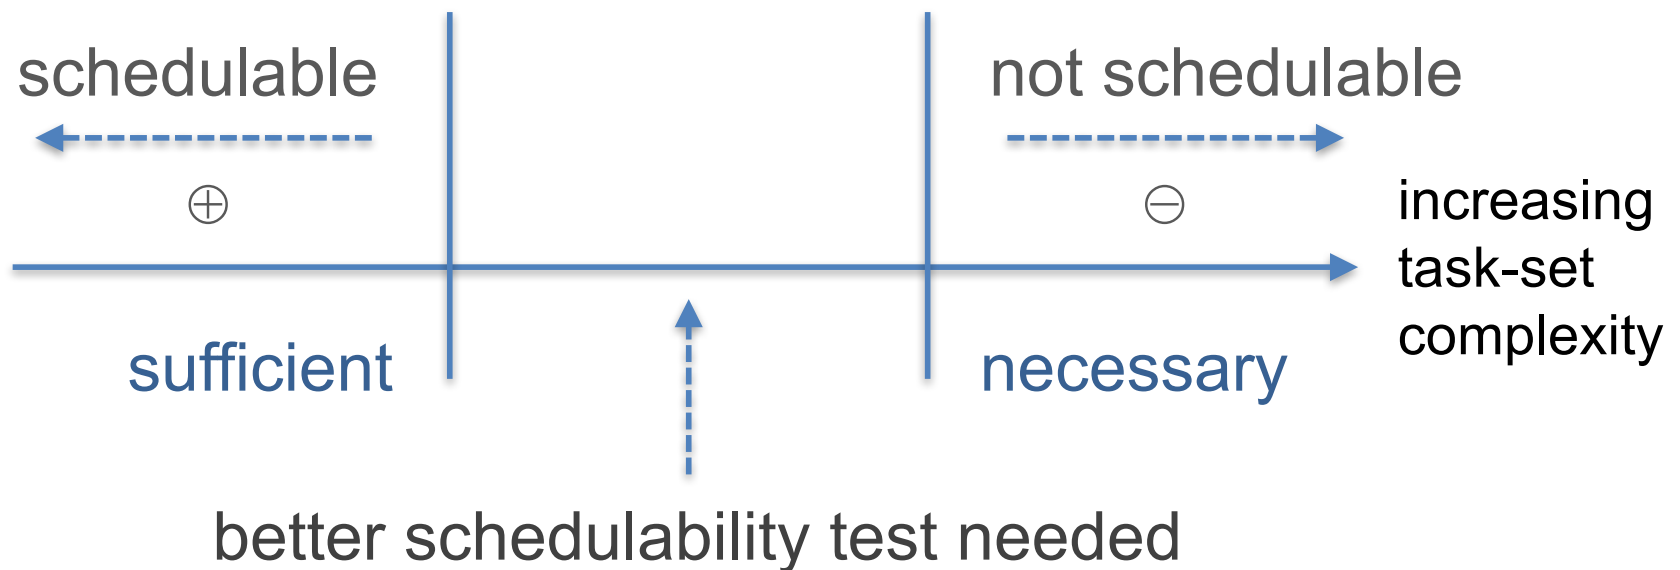 schedulable
not schedulable
⊕
⊖
increasing
task-set
complexity
sufficient
necessary
better schedulability test needed